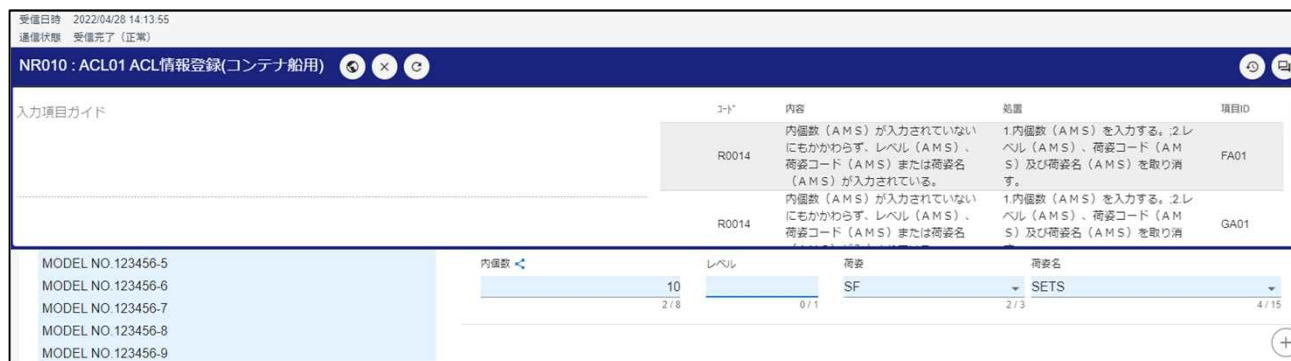 受信日時 2022/04/28 14:13:55
通信状態 受信完了（正常）
NR010 : ACL01 ACL情報登録(コンテナ船用)
入力項目ガイド
ｺｰﾄﾞ 内容 処置 項目ID
内個数（ＡＭＳ）が入力されていない 1.内個数（ＡＭＳ）を入力する。;2.レ
にもかかわらず、レベル（ＡＭＳ）、 ベル（ＡＭＳ）、荷姿コード（ＡＭ
R0014 荷姿コード（ＡＭＳ）または荷姿名 Ｓ）及び荷姿名（ＡＭＳ）を取り消 FA01
（ＡＭＳ）が入力されている。 す。
内個数（ＡＭＳ）が入力されていない 1.内個数（ＡＭＳ）を入力する。;2.レ
にもかかわらず、レベル（ＡＭＳ）、 ベル（ＡＭＳ）、荷姿コード（ＡＭ
R0014 荷姿コード（ＡＭＳ）または荷姿名 Ｓ）及び荷姿名（ＡＭＳ）を取り消 GA01
MODEL NO.123456-5
MODEL NO.123456-6
MODEL NO.123456-7
MODEL NO.123456-8
MODEL NO.123456-9
内個数 レベル 荷姿 荷姿名
10 SF SETS
2 / 8 0 / 1 2 / 3 4 / 15